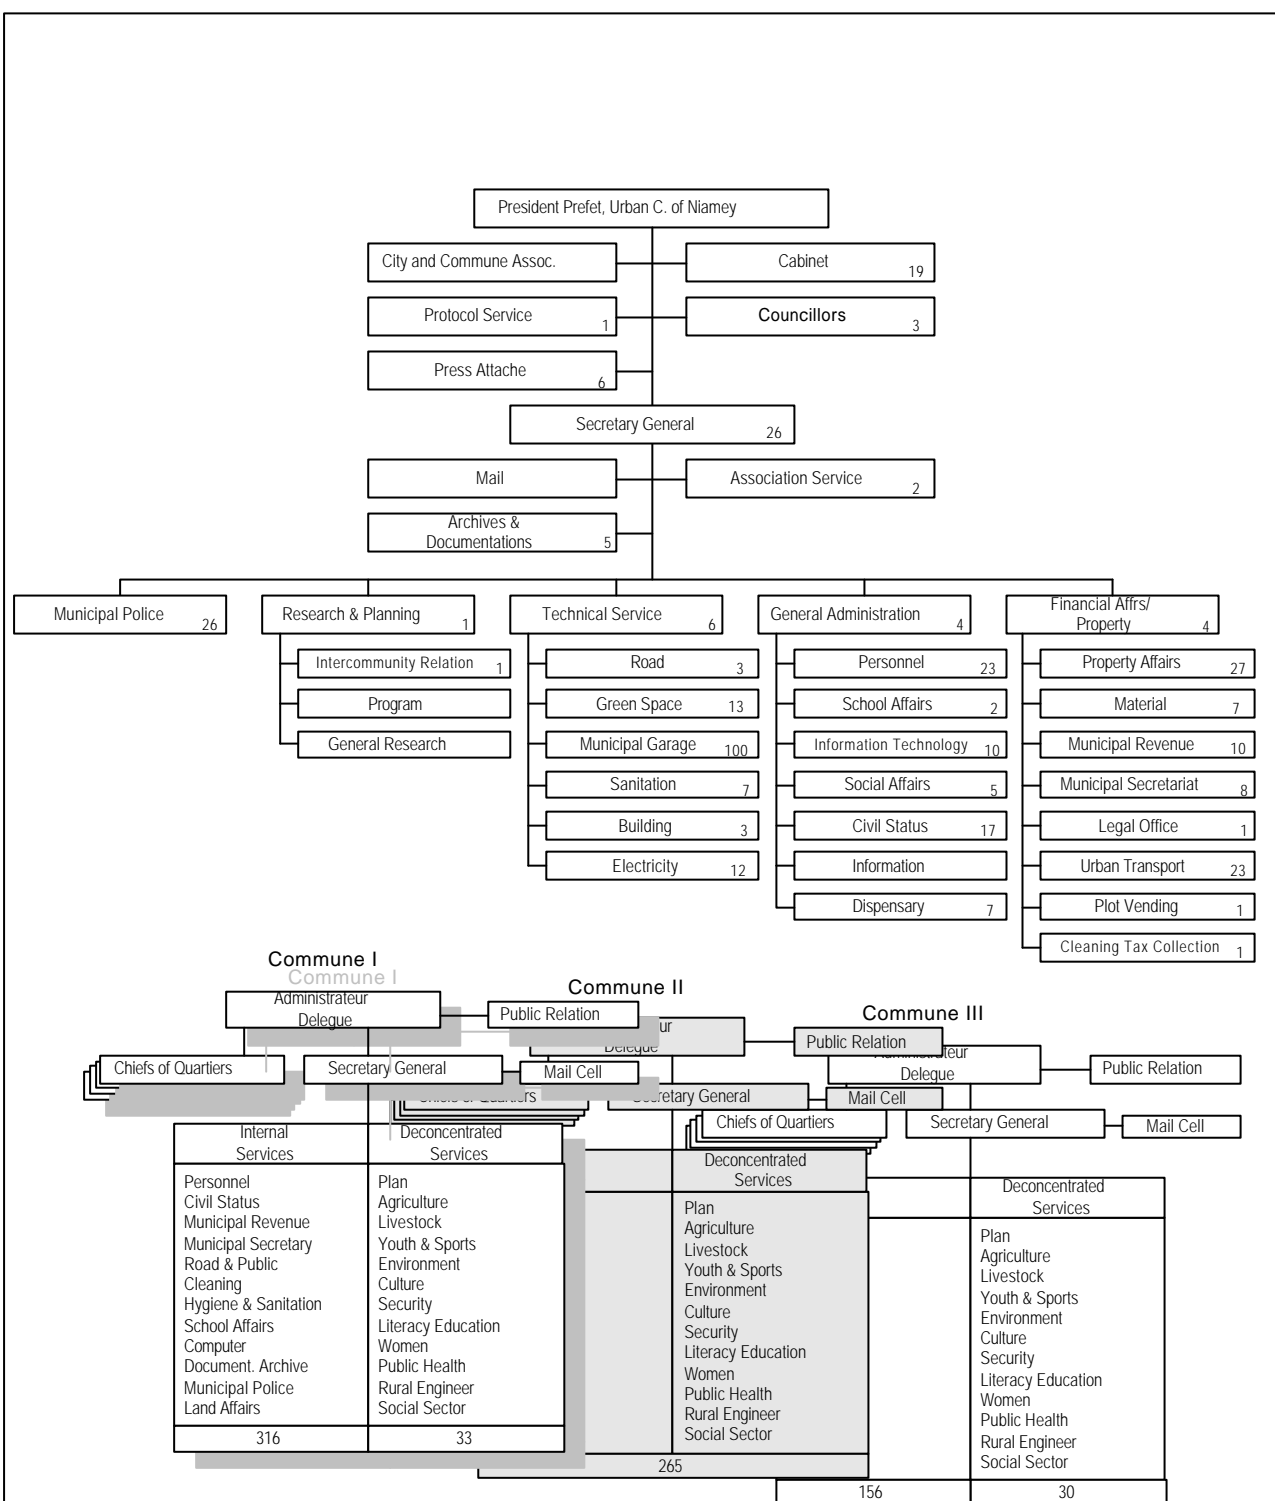 President Prefet, Urban C. of Niamey
City and Commune Assoc.
Cabinet 19
Protocol Service 1
Councillors 3
Press Attache 6
Secretary General 26
Mail
Association Service 2
Archives &
Documentations 5
Municipal Police 26
Research & Planning 1
Intercommunity Relation 1
Program
General Research
Technical Service 6
Road 3
Green Space 13
Municipal Garage 100
Sanitation 7
Building 3
Electricity 12
General Administration 4
Personnel 23
School Affairs 2
Information Technology 10
Social Affairs 5
Civil Status 17
Information
Dispensary 7
Financial Affrs/
Property 4
Property Affairs 27
Material 7
Municipal Revenue 10
Municipal Secretariat 8
Legal Office 1
Urban Transport 23
Plot Vending 1
Cleaning Tax Collection 1
Commune I
Commune I
Administrateur
Delegue
Public Relation
Chiefs of Quartiers
Secretary General
Mail Cell
Internal
Services
Personnel
Civil Status
Municipal Revenue
Municipal Secretary
Road & Public
Cleaning
Hygiene & Sanitation
School Affairs
Computer
Document. Archive
Municipal Police
Land Affairs
316
Deconcentrated
Services
Plan
Agriculture
Livestock
Youth & Sports
Environment
Culture
Security
Literacy Education
Women
Public Health
Rural Engineer
Social Sector
33
Commune II
ur
Delegue
Public Relation
Chiefs of Quartiers
Secretary General
Mail Cell
Deconcentrated
Services
Plan
Agriculture
Livestock
Youth & Sports
Environment
Culture
Security
Literacy Education
Women
Public Health
Rural Engineer
Social Sector
265
Commune III
Administrateur
Delegue
Public Relation
Chiefs of Quartiers
Secretary General
Mail Cell
Deconcentrated
Services
Plan
Agriculture
Livestock
Youth & Sports
Environment
Culture
Security
Literacy Education
Women
Public Health
Rural Engineer
Social Sector
156
30